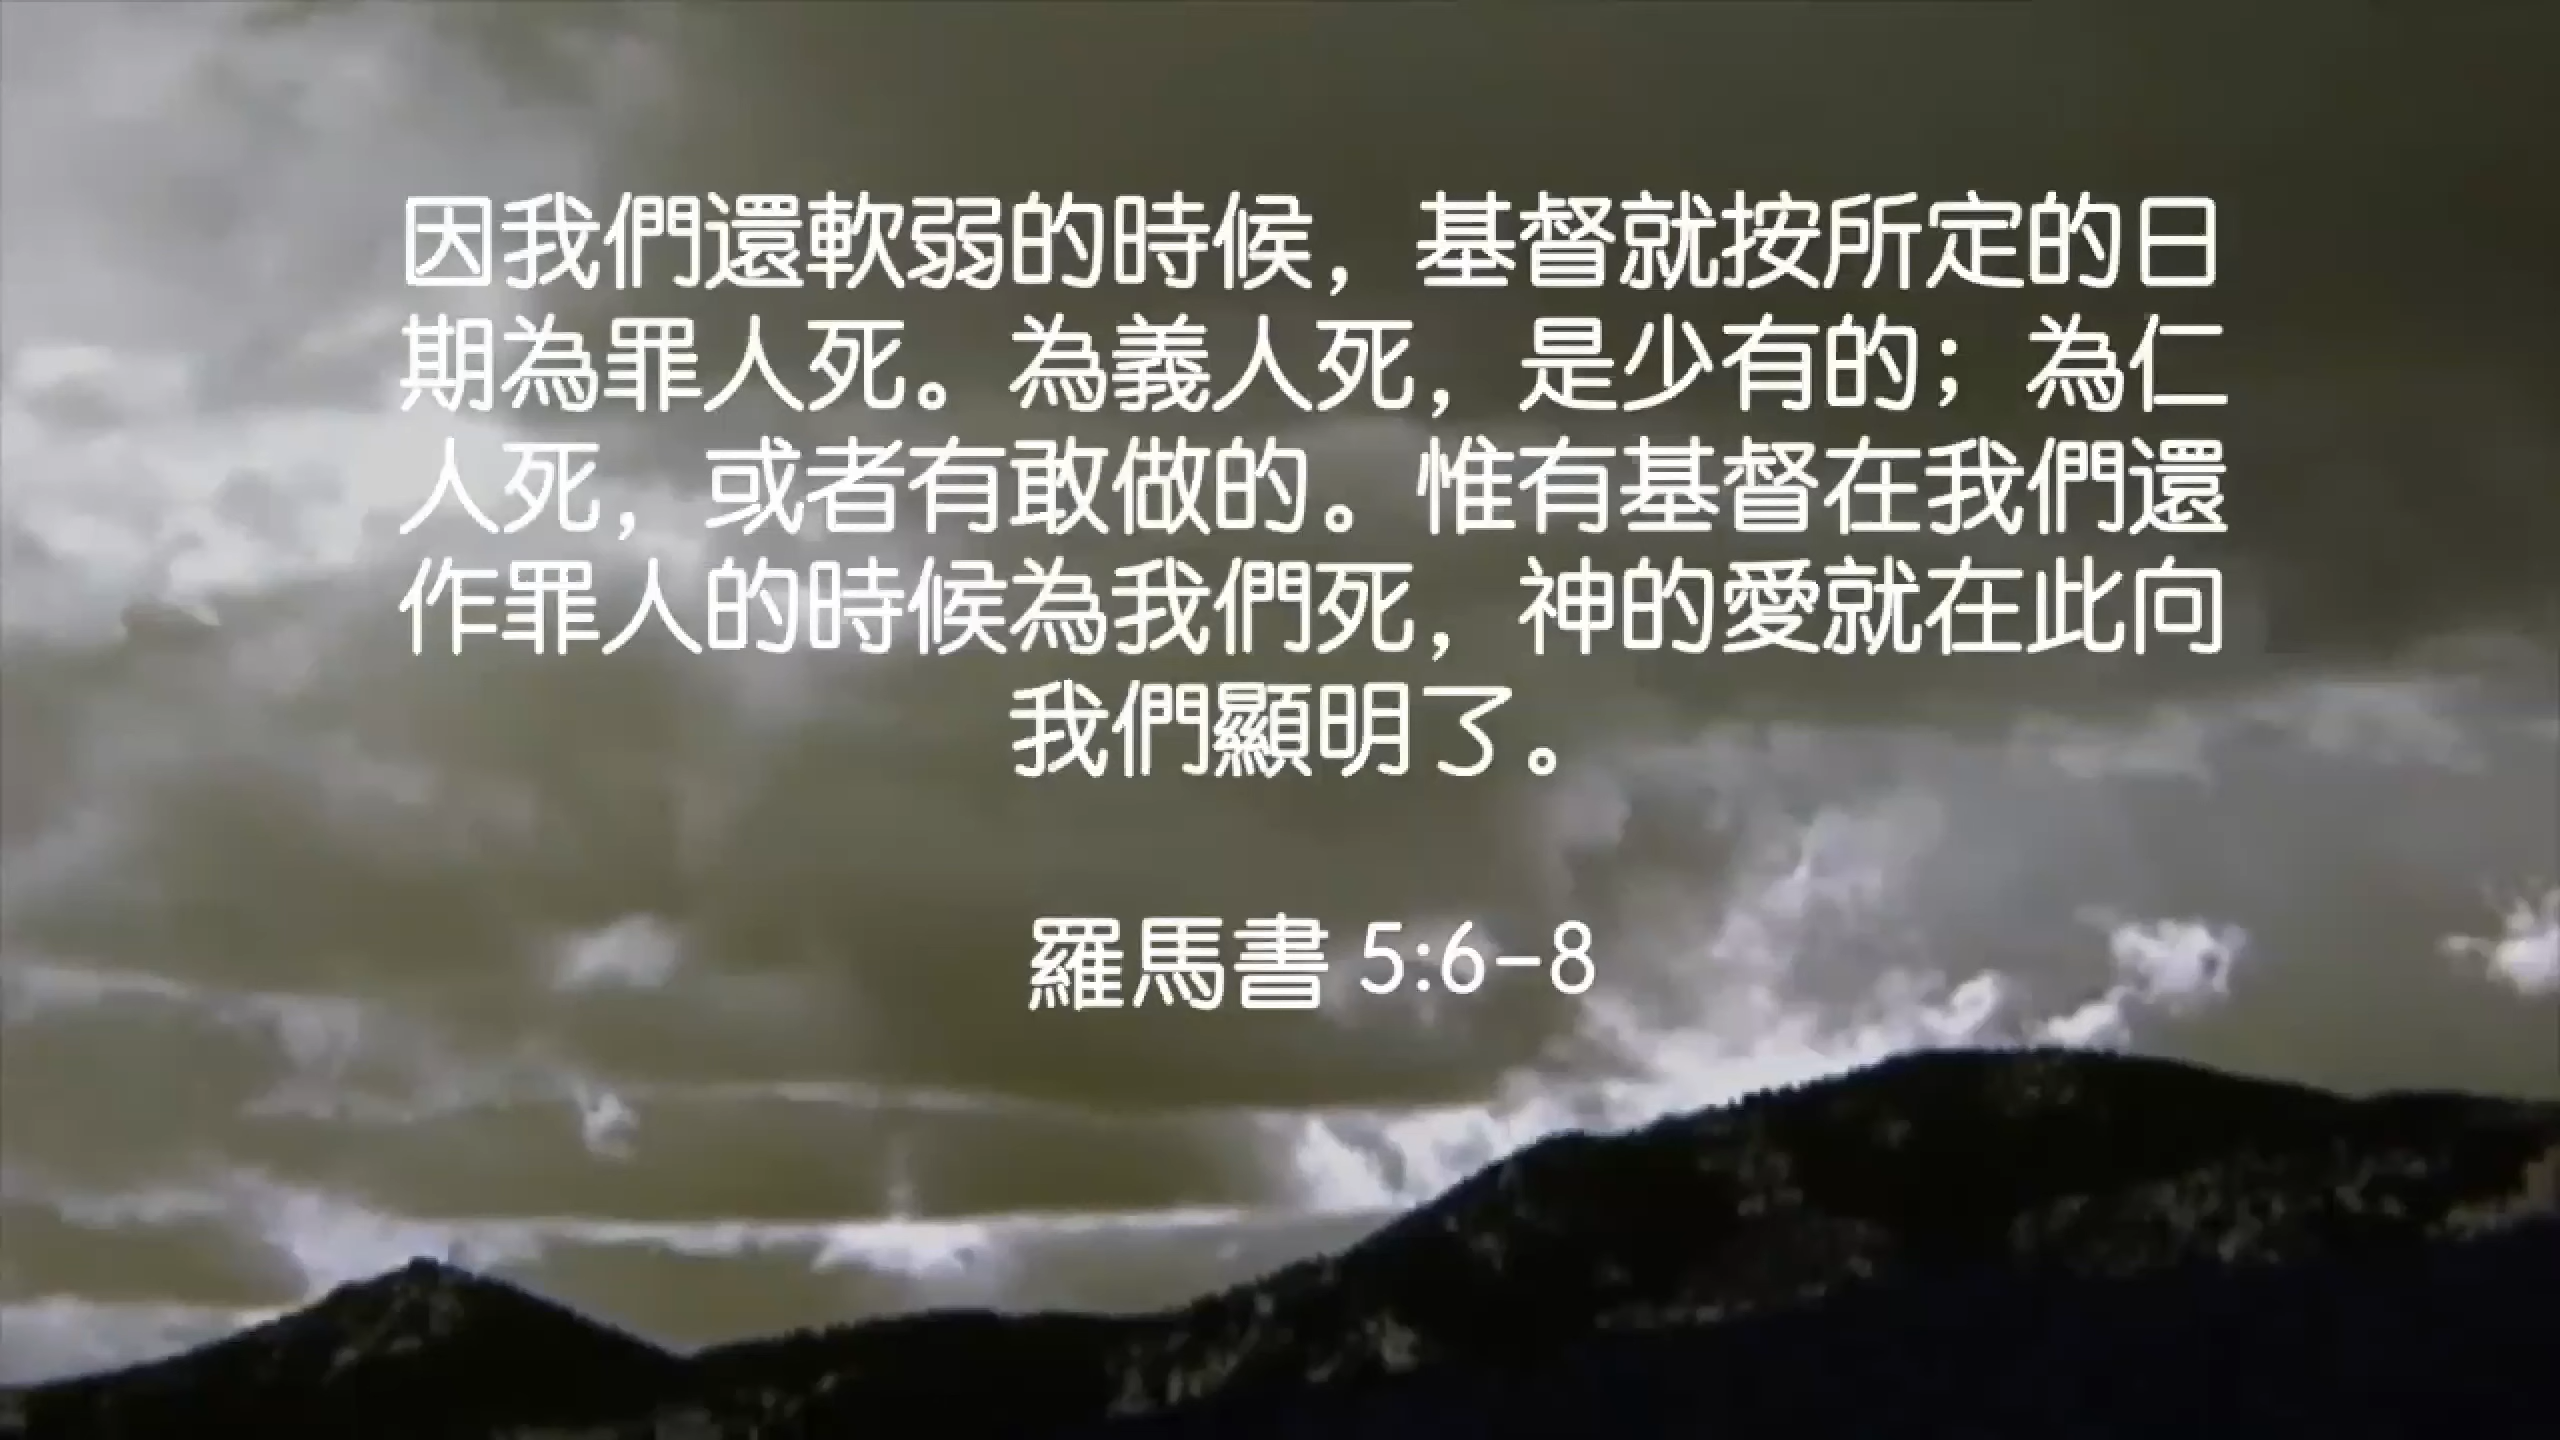 因我們還軟弱的時候，基督就按所定的日
期為罪人死。為義人死，是少有的；為仁
人死，或者有敢做的。惟有基督在我們還
作罪人的時候為我們死，神的愛就在此向
我們顯明了。
羅馬書 5:6-8